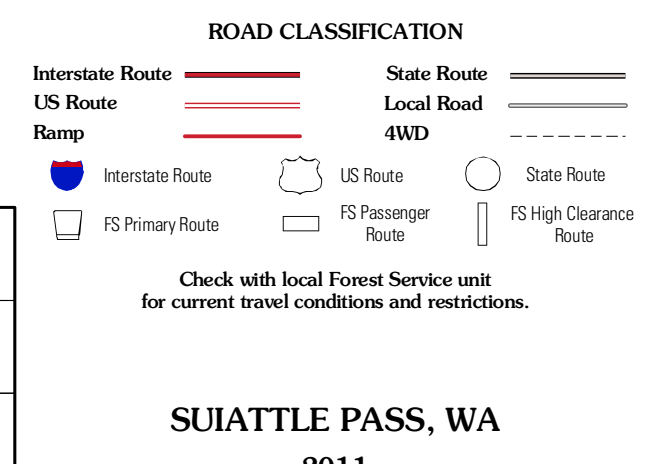 ROAD CLASSIFICATION
Interstate Route
State Route
US Route
Local Road
Ramp
4WD
Interstate Route
US Route
State Route
FS Primary Route
FS Passenger
Route
FS High Clearance
Route
Check with local Forest Service unit
for current travel conditions and restrictions.
SUIATTLE PASS, WA
2011